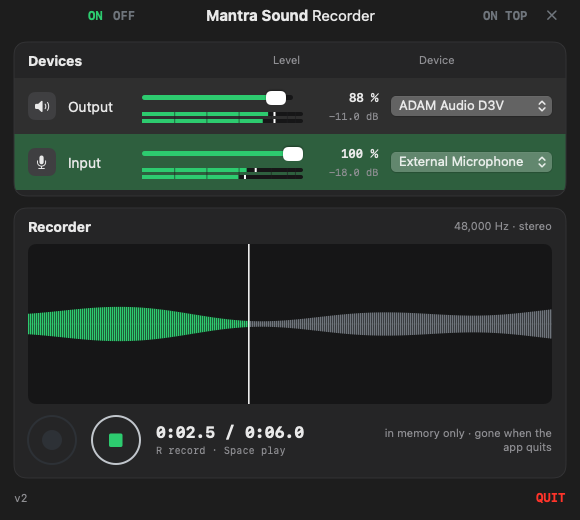 ON OFF Mantra Sound Recorder ON TOP
Devices Level Device
Output 88 % ADAM Audio D3V
-11.0 dB
Input 100 % External Microphone
-18.0 dB
Recorder 48,000 Hz · stereo
0:02.5 / 0:06.0
R record · Space play
in memory only · gone when the
app quits
v2 QUIT